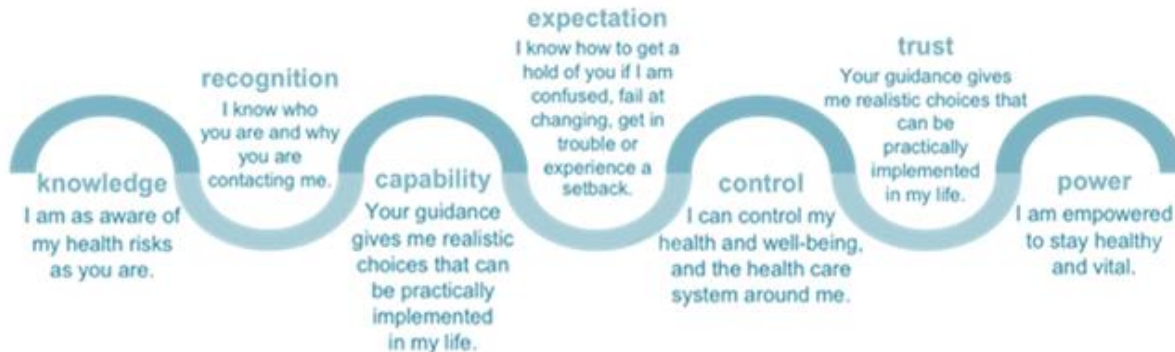 knowledge
I am as aware of
my health risks
as you are.
recognition
I know who
you are and why
you are
contacting me.
capability
Your guidance
gives me realistic
choices that can
be practically
implemented
in my life.
expectation
I know how to get a
hold of you if I am
confused, fail at
changing, get in
trouble or
experience a
setback.
control
I can control my
health and well-being,
and the health care
system around me.
trust
Your guidance gives
me realistic choices that
can be
practically
implemented
in my life.
power
I am empowered
to stay healthy
and vital.